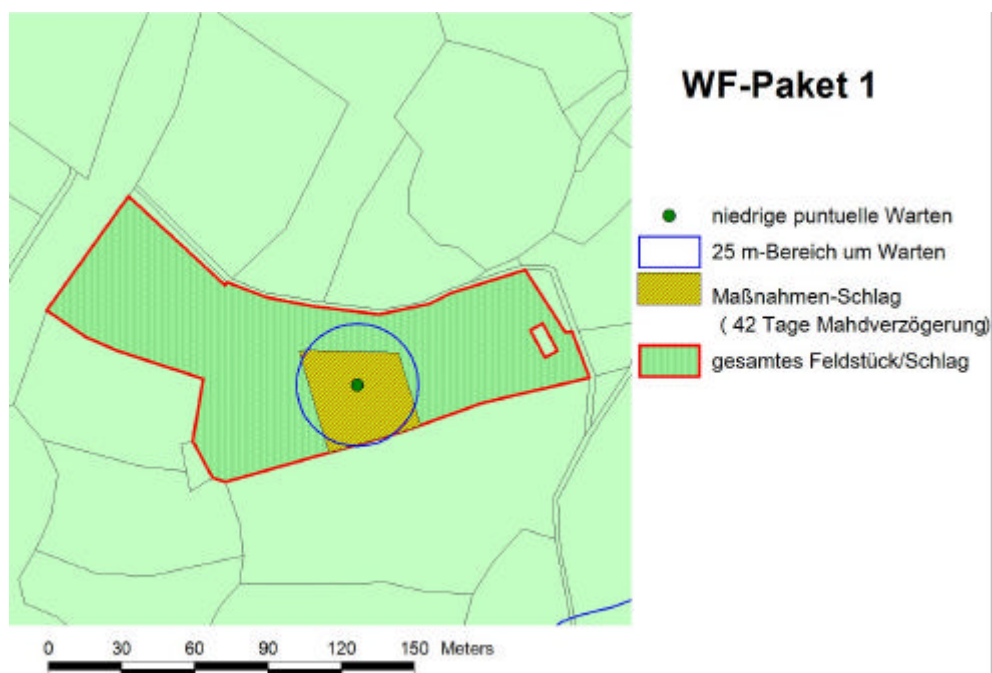 WF-Paket 1
niedrige puntuelle Warten
25 m-Bereich um Warten
Maßnahmen-Schlag
( 42 Tage Mahdverzögerung)
gesamtes Feldstück/Schlag
0 30 60 90 120 150 Meters